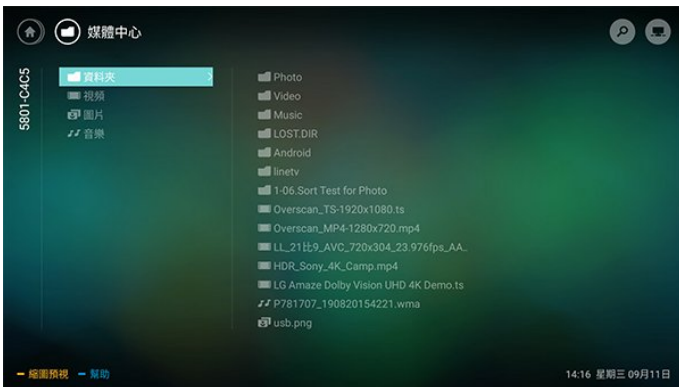 媒體中心
5801-C4C5
資料夾
視頻
圖片
音樂
Photo
Video
Music
LOST.DIR
Android
linetv
1-06.Sort Test for Photo
Overscan_TS-1920x1080.ts
Overscan_MP4-1280x720.mp4
LL_21比9_AVC_720x304_23.976fps_AA..
HDR_Sony_4K_Camp.mp4
LG Amaze Dolby Vision UHD 4K Demo.ts
P781707_190820154221.wma
usb.png
縮圖預視 幫助
14:16 星期三 09月11日